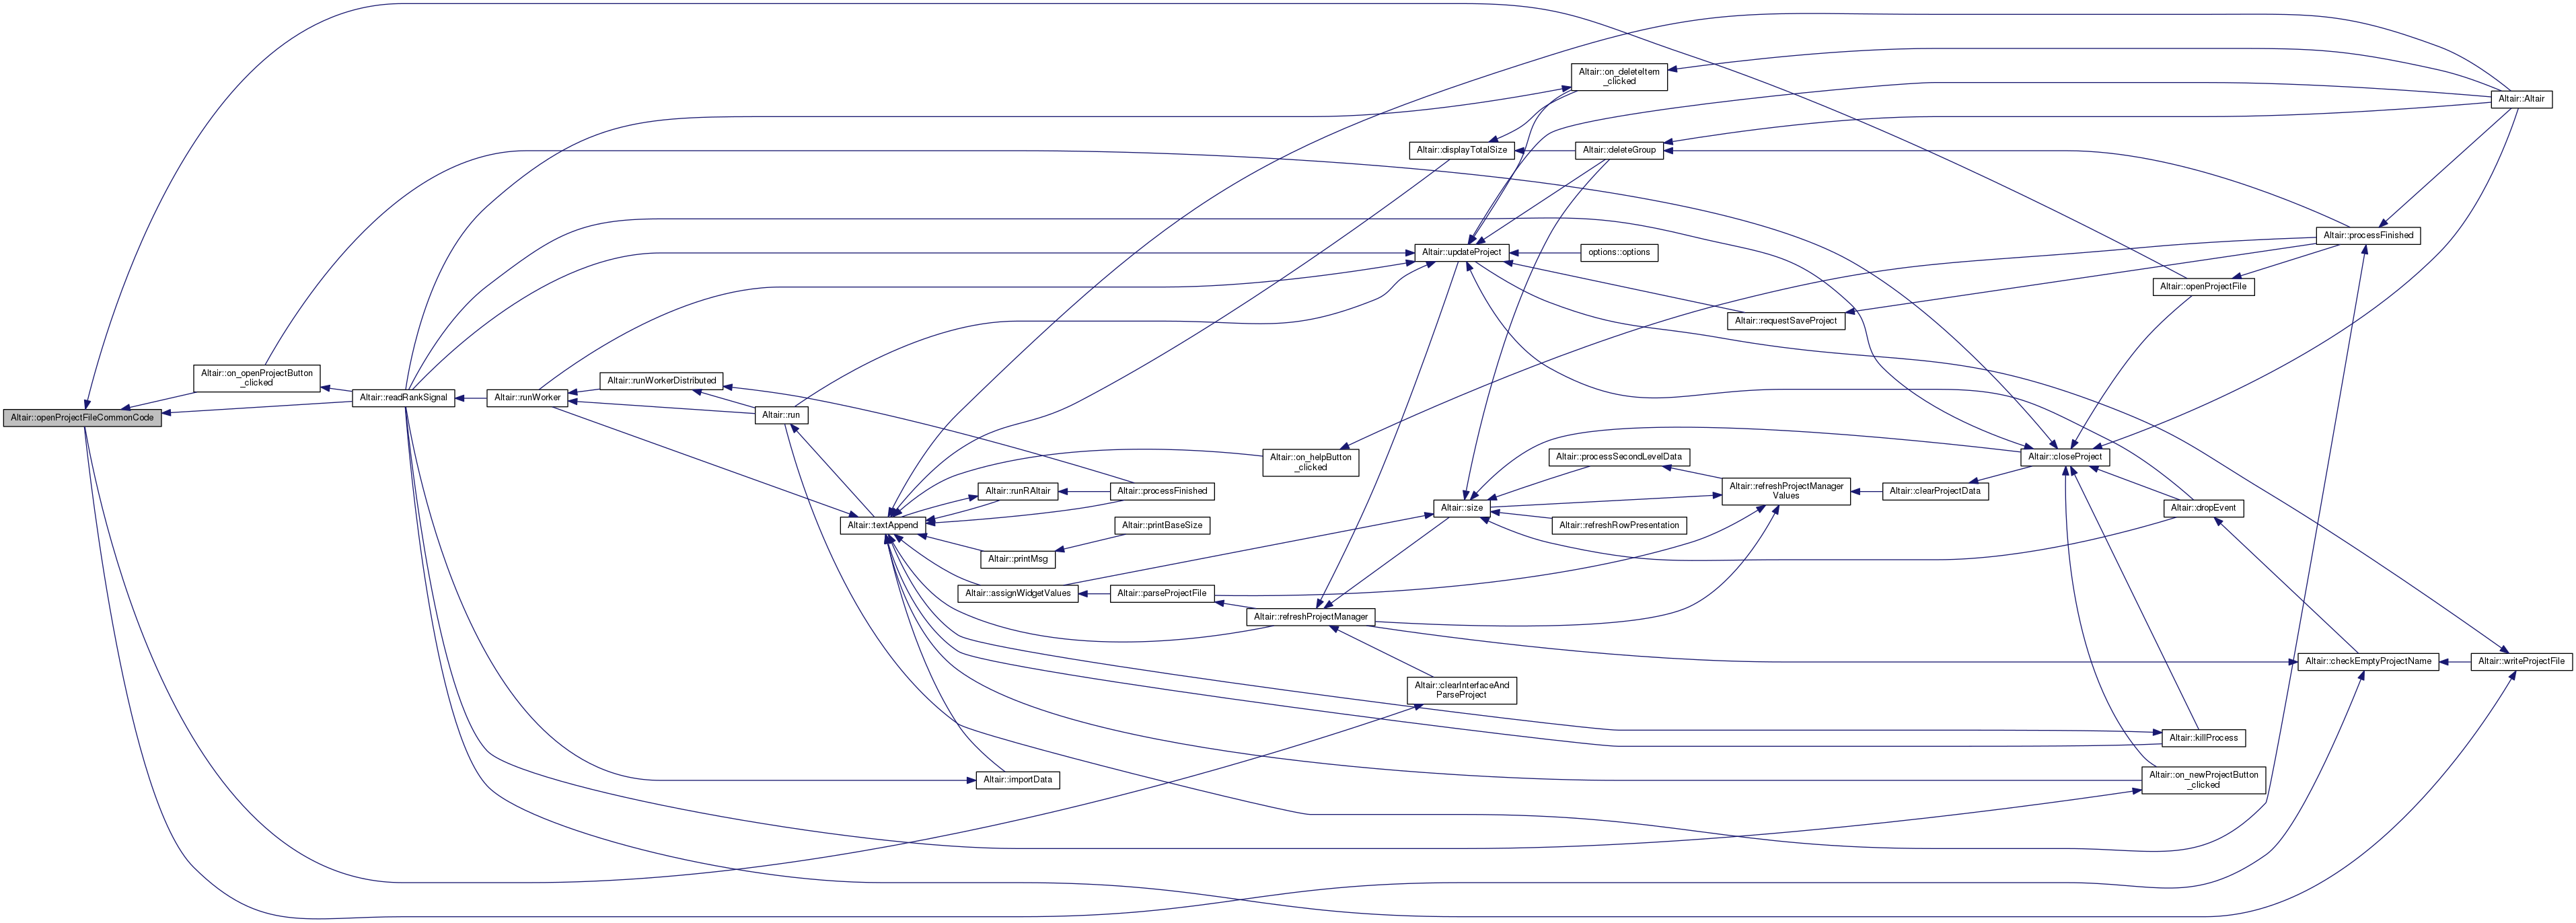 Altair::on_deleteItem
_clicked
Altair::Altair
Altair::displayTotalSize
Altair::deleteGroup
Altair::processFinished
Altair::updateProject
options::options
Altair::openProjectFile
Altair::requestSaveProject
Altair::on_openProjectButton
_clicked
Altair::runWorkerDistributed
Altair::readRankSignal
Altair::runWorker
Altair::openProjectFileCommonCode
Altair::run
Altair::on_helpButton
_clicked
Altair::processSecondLevelData
Altair::closeProject
Altair::runRAltair
Altair::processFinished
Altair::refreshProjectManager
Values
Altair::clearProjectData
Altair::size
Altair::dropEvent
Altair::textAppend
Altair::printBaseSize
Altair::refreshRowPresentation
Altair::printMsg
Altair::assignWidgetValues
Altair::parseProjectFile
Altair::refreshProjectManager
Altair::checkEmptyProjectName
Altair::writeProjectFile
Altair::clearInterfaceAnd
ParseProject
Altair::killProcess
Altair::importData
Altair::on_newProjectButton
_clicked